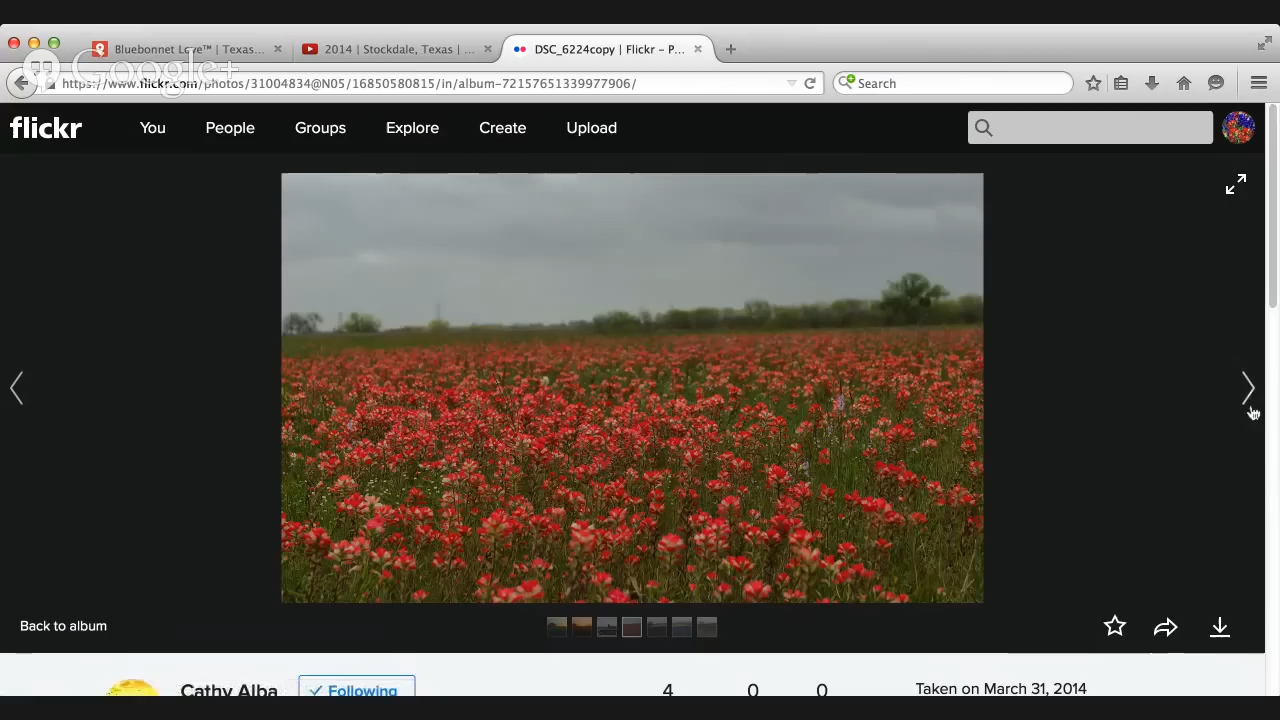 Bluebonnet Love™ | Texas... 2014 | Stockdale, Texas | ... DSC_6224copy | Flickr – P...
Google+
https://www.flickr.com/photos/31004834@N05/16850580815/in/album-72157651339977906/ Search
flickr You People Groups Explore Create Upload
Back to album
Cathy Alba ✓ Following 4 0 0 Taken on March 31, 2014